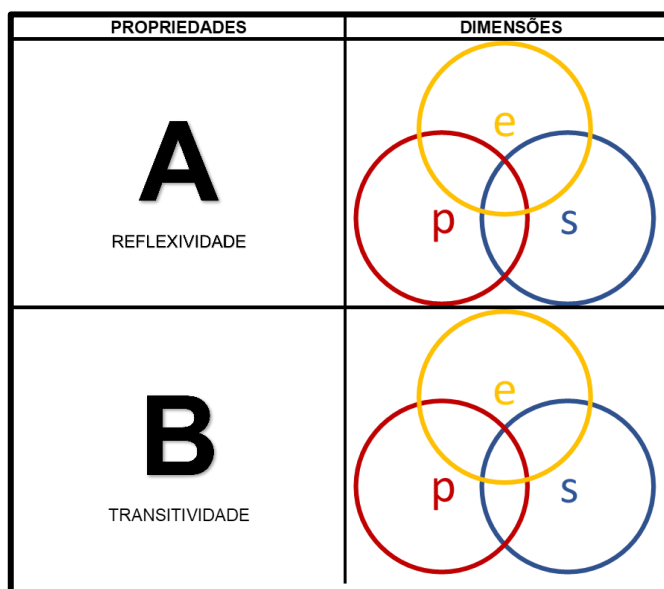 PROPRIEDADES
DIMENSÕES
A
REFLEXIVIDADE
e
p
s
B
TRANSITIVIDADE
e
p
s